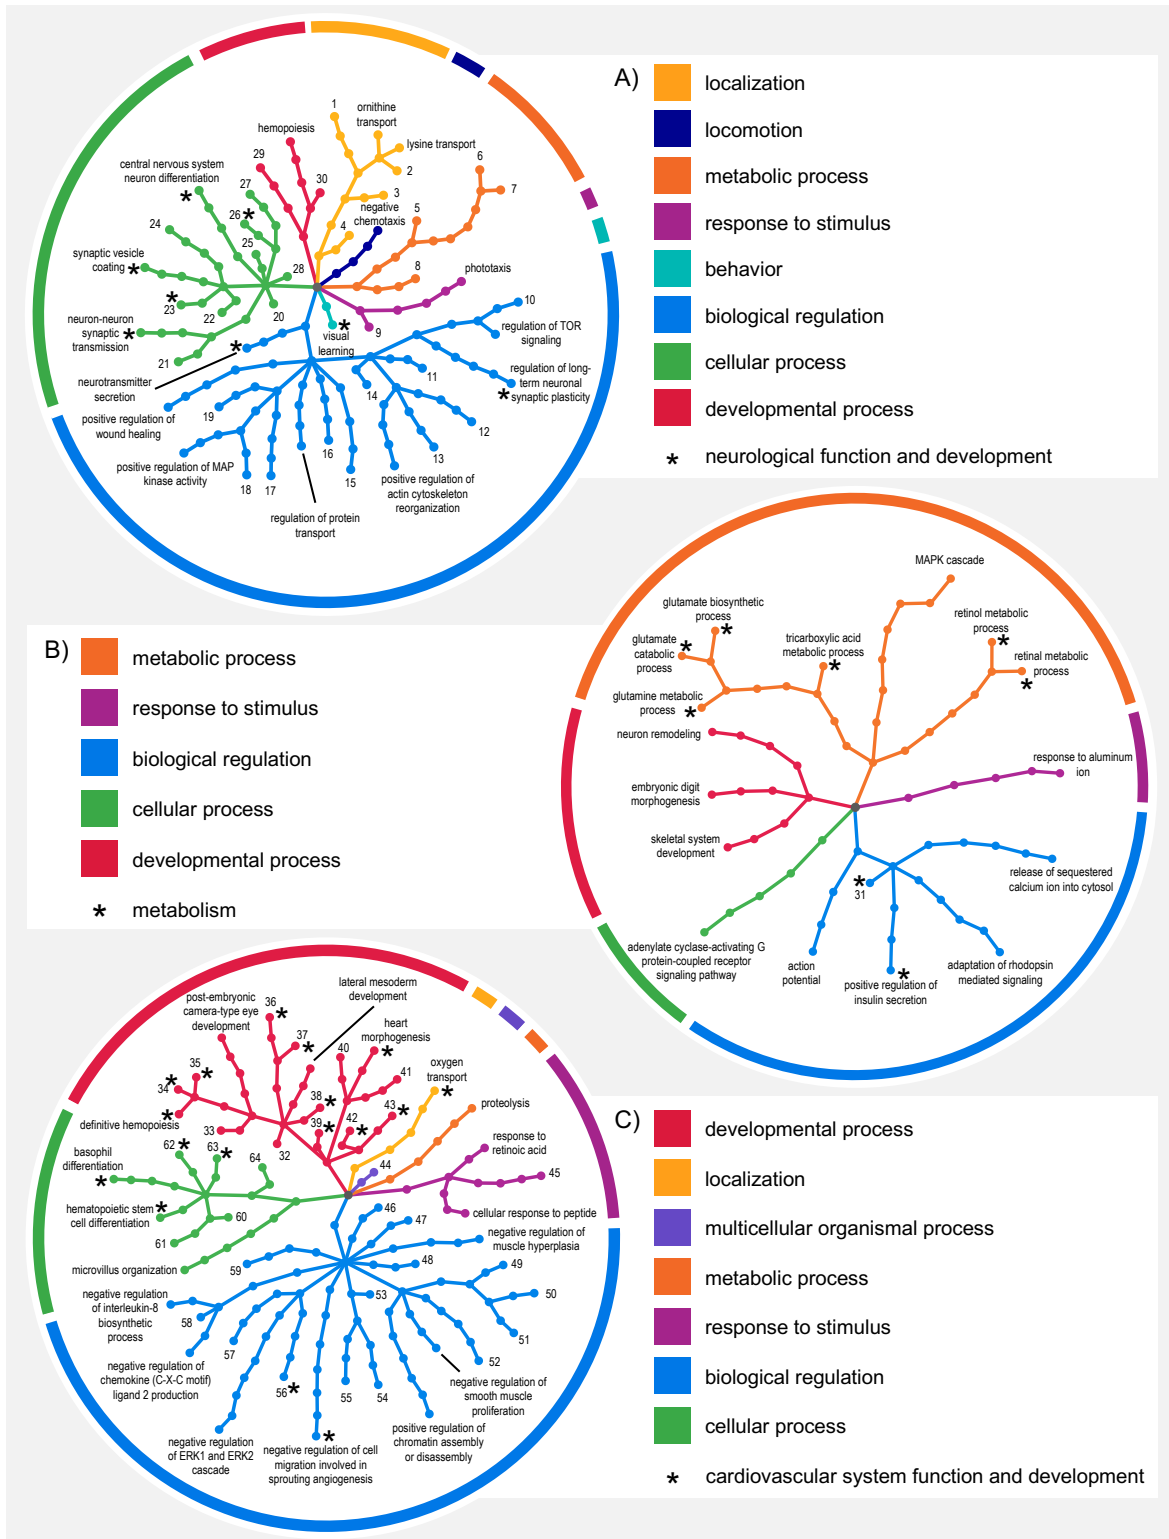 A)
localization
locomotion
metabolic process
response to stimulus
behavior
biological regulation
cellular process
developmental process
* neurological function and development
1
ornithine
transport
hemopoiesis
lysine transport
29
30
2
6
7
central nervous system
neuron differentiation
*
27
3
negative
chemotaxis
26 *
5
24
25
4
synaptic vesicle
coating *
28
8
phototaxis
*
23
22
20
10
neuron-neuron
synaptic
transmission
*
9
regulation of TOR
signaling
*
visual
learning
21
*
neurotransmitter
secretion
11
regulation of long-
term neuronal
synaptic plasticity
*
14
positive regulation of
wound healing
19
12
16
13
positive regulation of MAP
kinase activity
18
17
15
positive regulation of
actin cytoskeleton
reorganization
regulation of protein
transport
B)
metabolic process
response to stimulus
biological regulation
cellular process
developmental process
* metabolism
MAPK cascade
glutamate biosynthetic
process
*
retinol metabolic
process
*
glutamate
catabolic
process
*
tricarboxylic acid
metabolic process
*
retinal metabolic
process
*
glutamine metabolic
process
*
neuron remodeling
response to aluminum
ion
embryonic digit
morphogenesis
skeletal system
development
release of sequestered
calcium ion into cytosol
*
31
adenylate cyclase-activating G
protein-coupled receptor
signaling pathway
action
potential
positive regulation of
insulin secretion
*
adaptation of rhodopsin
mediated signaling
C)
developmental process
localization
multicellular organismal process
metabolic process
response to stimulus
biological regulation
cellular process
* cardiovascular system function and development
lateral mesoderm
development
post-embryonic
camera-type eye
development
36
*
heart
morphogenesis
*
37
*
40
oxygen
transport
*
35
*
41
34
*
38
*
43
*
proteolysis
definitive hemopoiesis
*
39
*
42
*
33
32
response to
retinoic acid
62
*
63
*
64
44
45
basophil
differentiation
*
hematopoietic stem
cell differentiation
*
60
46
47
cellular response to peptide
61
negative regulation of
muscle hyperplasia
microvillus organization
59
48
49
negative regulation
of interleukin-8
biosynthetic
process
58
53
50
51
57
52
negative regulation of
chemokine (C-X-C motif)
ligand 2 production
56 *
55
54
negative regulation of
smooth muscle
proliferation
negative regulation
of ERK1 and ERK2
cascade
*
negative regulation of cell
migration involved in
sprouting angiogenesis
positive regulation of
chromatin assembly
or disassembly